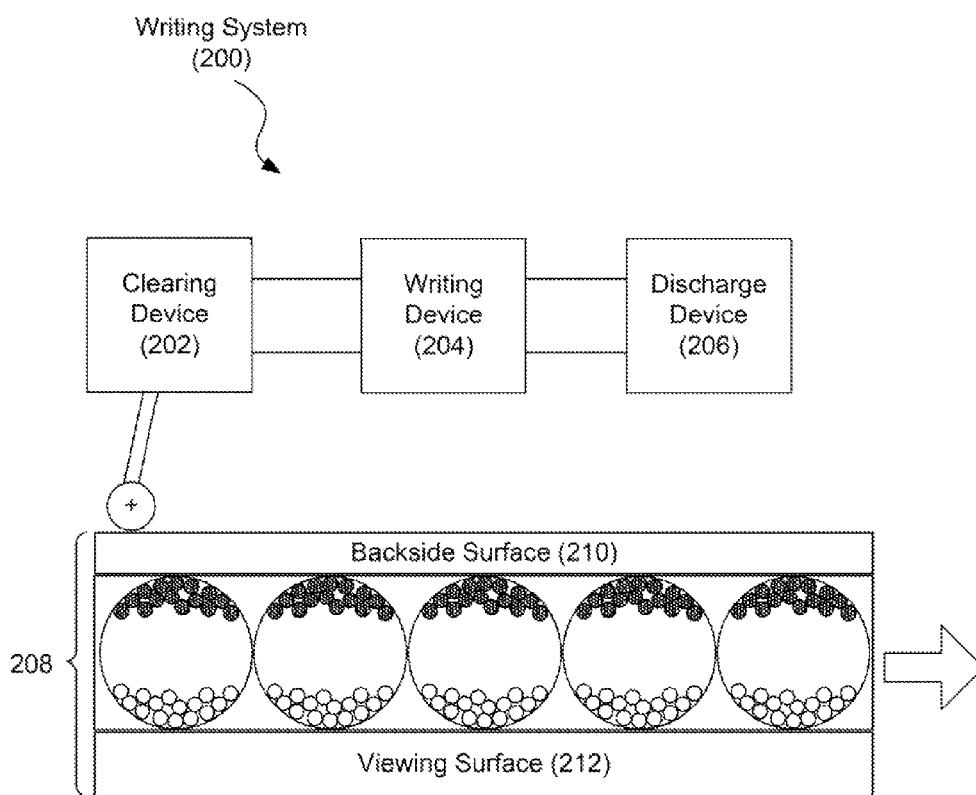 Writing System
(200)
Clearing
Device
(202)
Writing
Device
(204)
Discharge
Device
(206)
+
Backside Surface (210)
208
Viewing Surface (212)